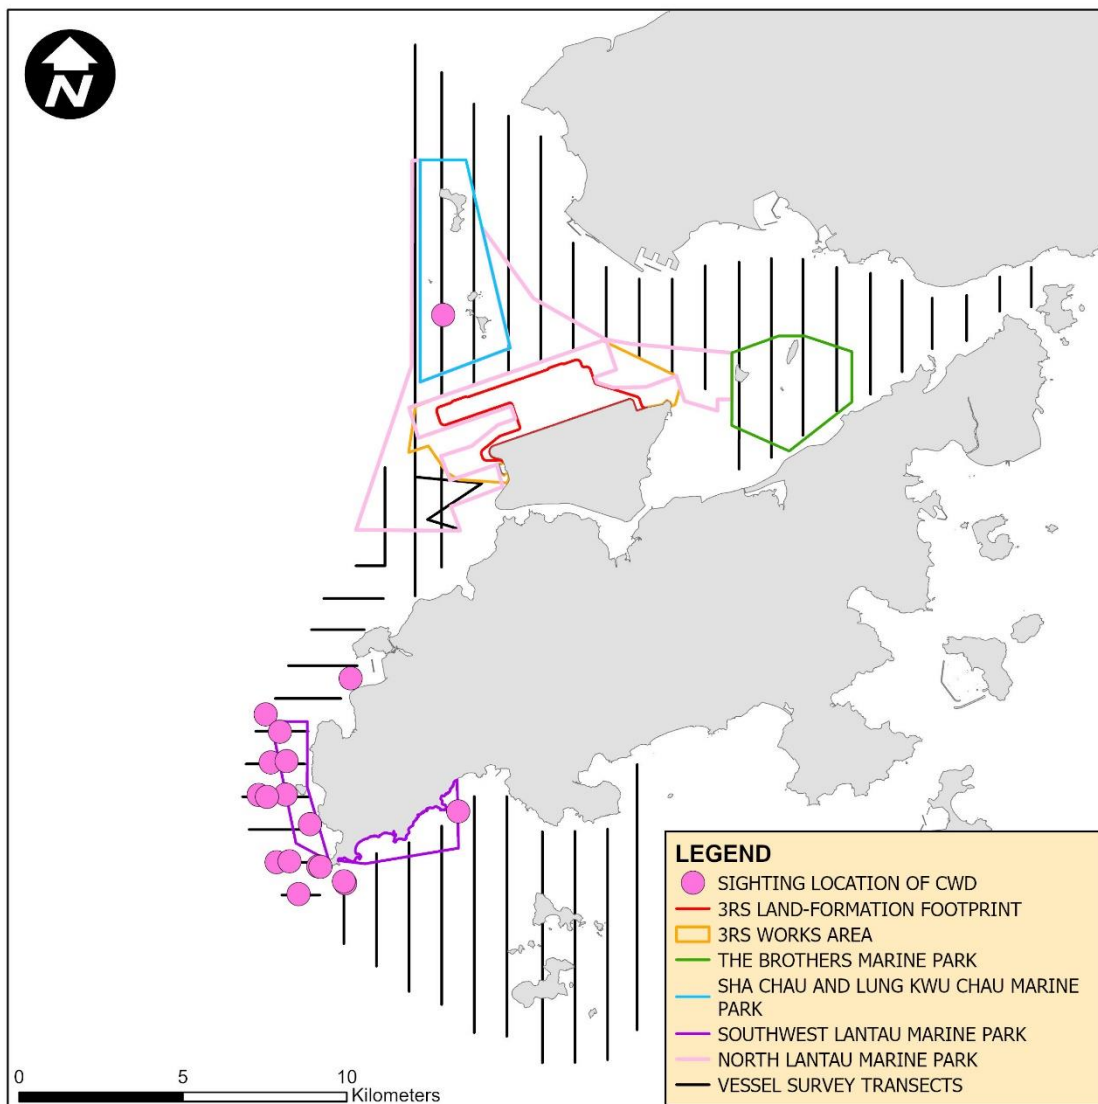 N
LEGEND
SIGHTING LOCATION OF CWD
3RS LAND-FORMATION FOOTPRINT
3RS WORKS AREA
THE BROTHERS MARINE PARK
SHA CHAU AND LUNG KWU CHAU MARINE
PARK
SOUTHWEST LANTAU MARINE PARK
NORTH LANTAU MARINE PARK
VESSEL SURVEY TRANSECTS
0 5 10
Kilometers